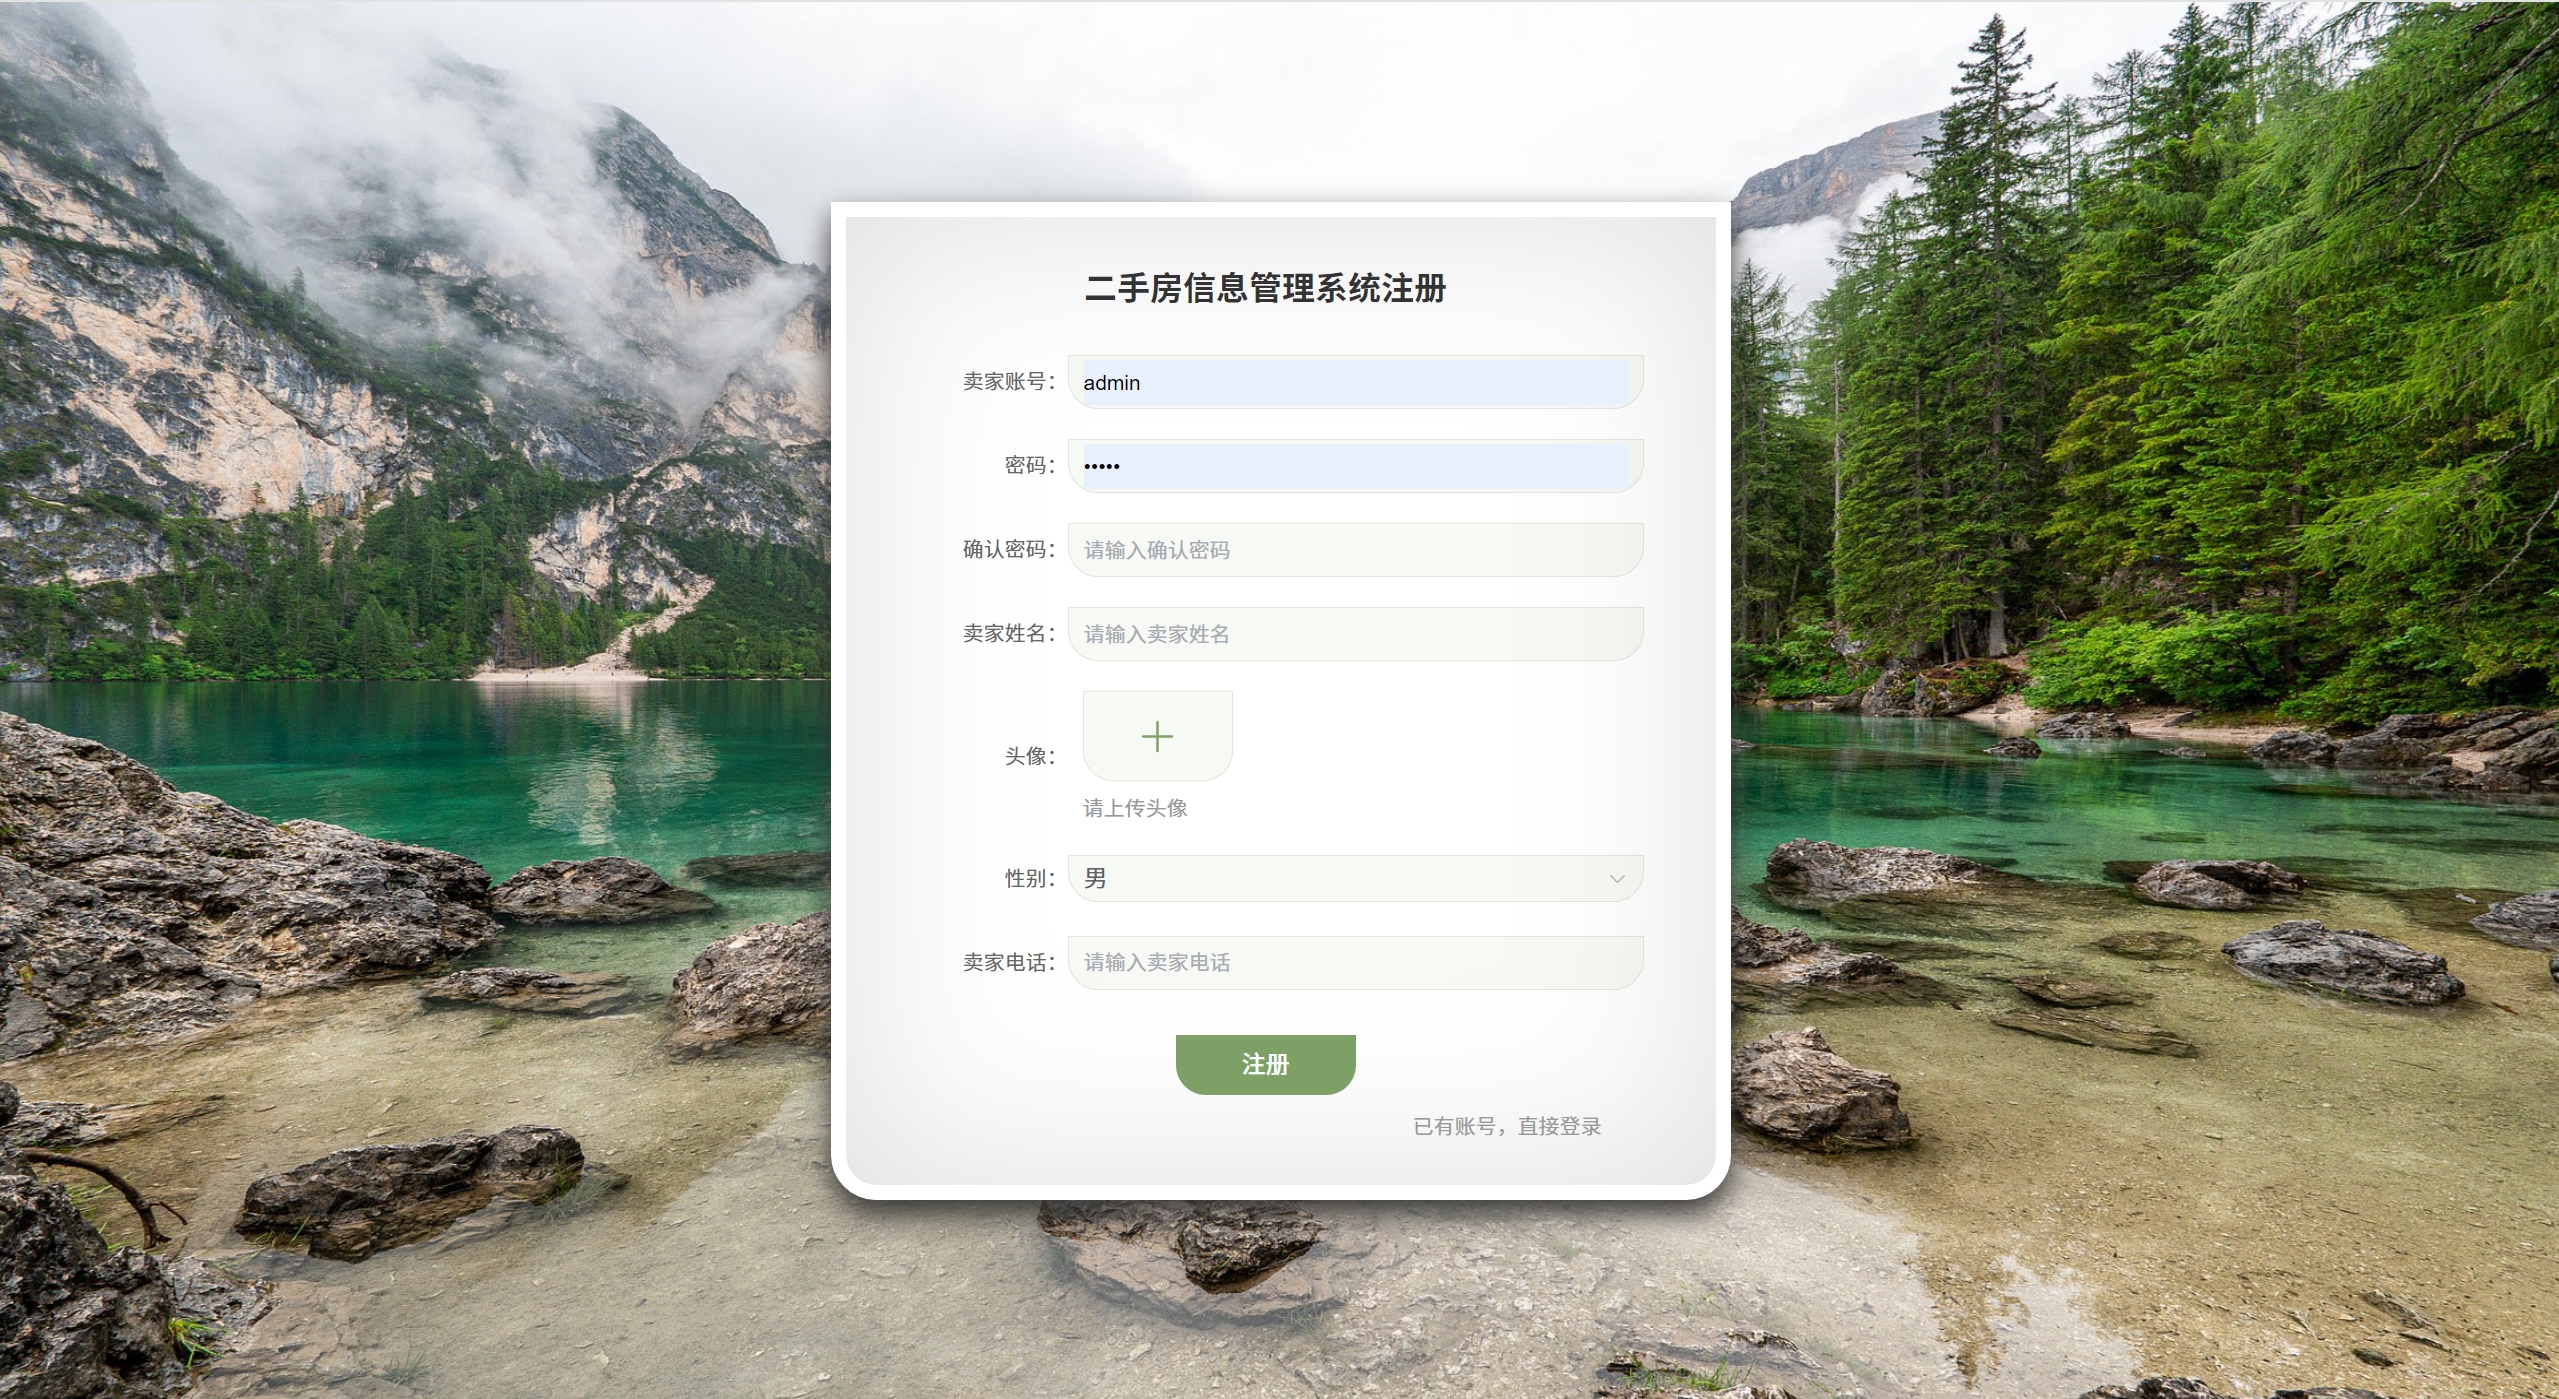 二手房信息管理系统注册
卖家账号： admin
密码： •••••
确认密码： 请输入确认密码
卖家姓名： 请输入卖家姓名
头像：
请上传头像
性别： 男
卖家电话： 请输入卖家电话
注册
已有账号，直接登录